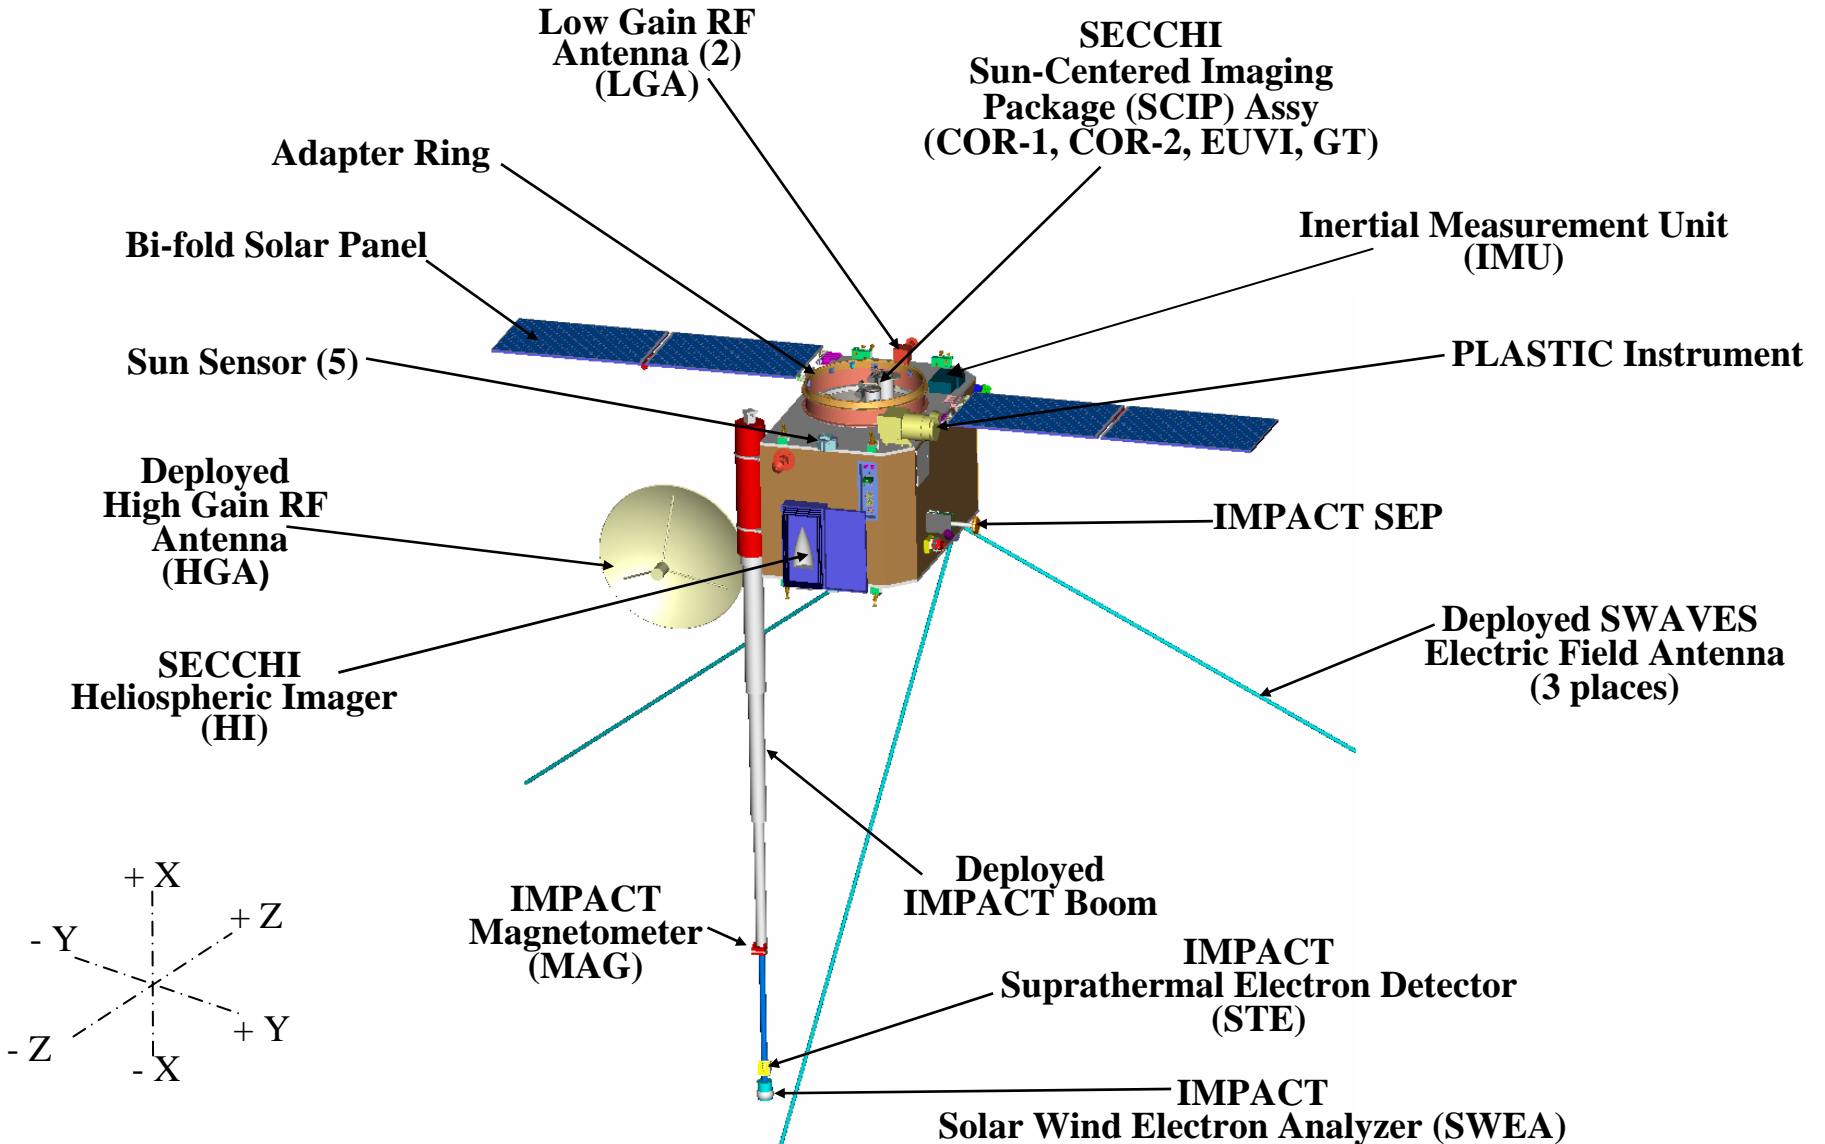 Low Gain RF
Antenna (2)
(LGA)
SECCHI
Sun-Centered Imaging
Package (SCIP) Assy
(COR-1, COR-2, EUVI, GT)
Adapter Ring
Inertial Measurement Unit
(IMU)
Bi-fold Solar Panel
Sun Sensor (5)
PLASTIC Instrument
Deployed
High Gain RF
Antenna
(HGA)
IMPACT SEP
Deployed SWAVES
Electric Field Antenna
(3 places)
SECCHI
Heliospheric Imager
(HI)
Deployed
IMPACT Boom
IMPACT
Magnetometer
(MAG)
IMPACT
Suprathermal Electron Detector
(STE)
IMPACT
Solar Wind Electron Analyzer (SWEA)
+ X
+ Z
- Y
+ Y
- Z
- X